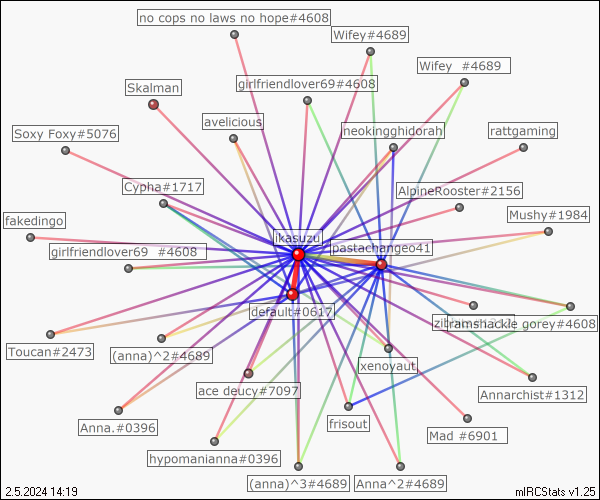 no cops no laws no hope#4608
Wifey#4689
Wifey  #4689
Skalman
girlfriendlover69#4608
avelicious
neokingghidorah
rattgaming
Soxy Foxy#5076
Cypha#1717
AlpineRooster#2156
Mushy#1984
fakedingo
ikasuzu
pastachangeo41
girlfriendlover69  #4608
default#0617
ramshackle gorey#4608
Toucan#2473
(anna)^2#4689
xenoyaut
ace deucy#7097
Annarchist#1312
Anna.#0396
frisout
Mad #6901
hypomanianna#0396
(anna)^3#4689
Anna^2#4689
2.5.2024 14:19
mIRCStats v1.25